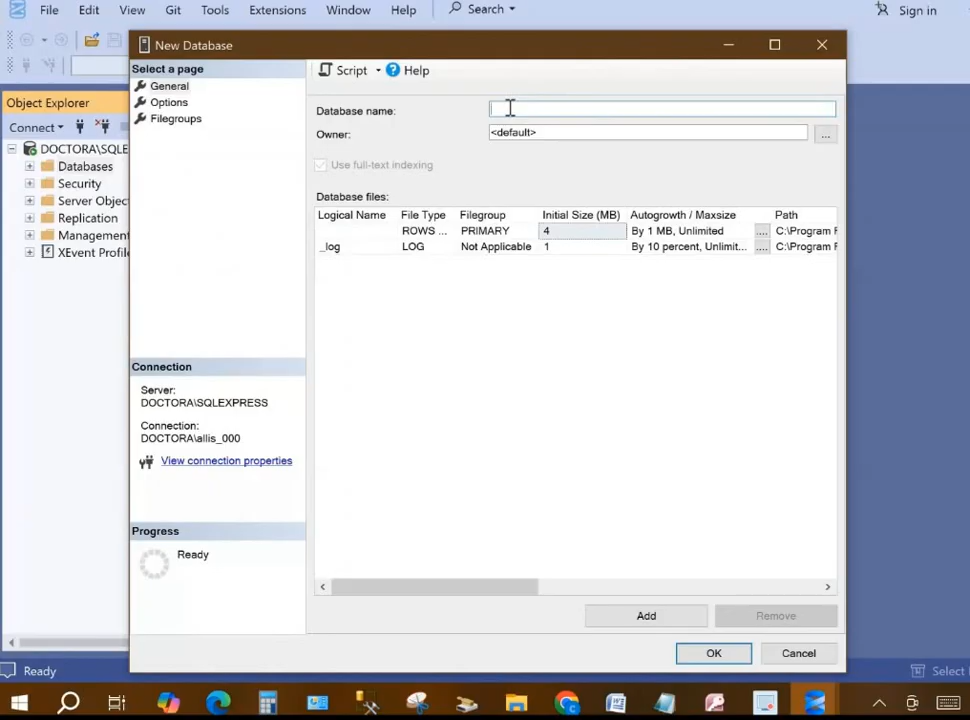 File Edit View Git Tools Extensions Window Help Search Sign in
New Database
Object Explorer
Connect
DOCTORA\SQLE
Databases
Security
Server Objec
Replication
Management
XEvent Profile
Select a page
General
Options
Filegroups
Script Help
Database name:
Owner: <default> ...
Use full-text indexing
Database files:
Logical Name File Type Filegroup Initial Size (MB) Autogrowth / Maxsize Path
ROWS ... PRIMARY 4 By 1 MB, Unlimited .... C:\Program F
_log LOG Not Applicable 1 By 10 percent, Unlimit... .... C:\Program F
Connection
Server:
DOCTORA\SQLEXPRESS
Connection:
DOCTORA\allis_000
View connection properties
Progress
Ready
Add Remove
OK Cancel
Ready Select